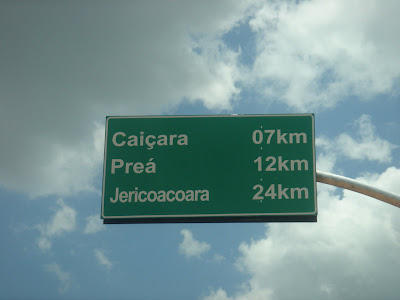 Caiçara 07km
Preá 12km
Jericoacoara 24km